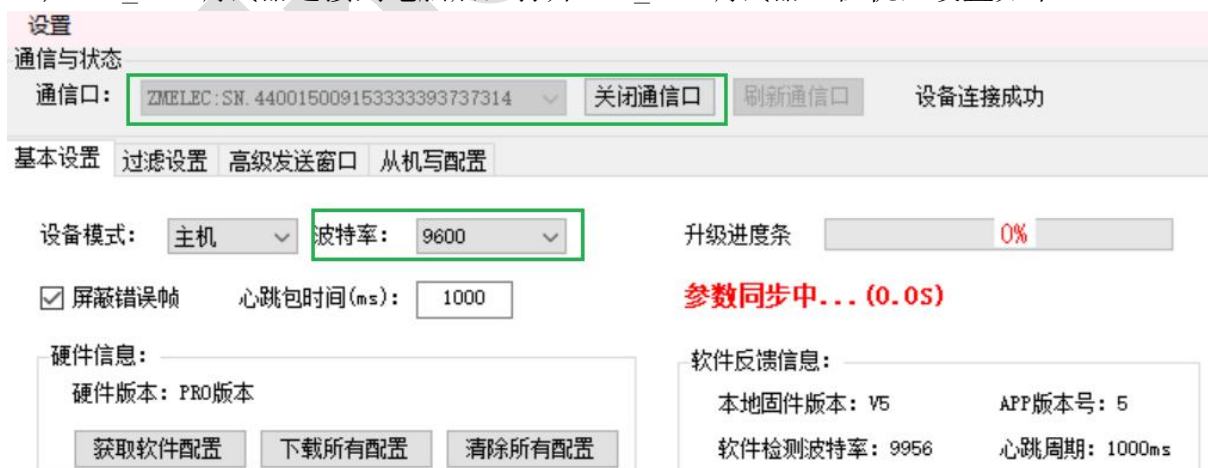 设置
通信与状态
通信口： ZMELEC:SN.440015009153333393737314 关闭通信口 刷新通信口 设备连接成功
基本设置 过滤设置 高级发送窗口 从机写配置
设备模式： 主机 波特率： 9600 升级进度条 0%
屏蔽错误帧 心跳包时间(ms)： 1000 参数同步中...(0.0S)
硬件信息： 软件反馈信息：
硬件版本：PRO版本 本地固件版本：V5 APP版本号：5
获取软件配置 下载所有配置 清除所有配置 软件检测波特率：9956 心跳周期：1000ms